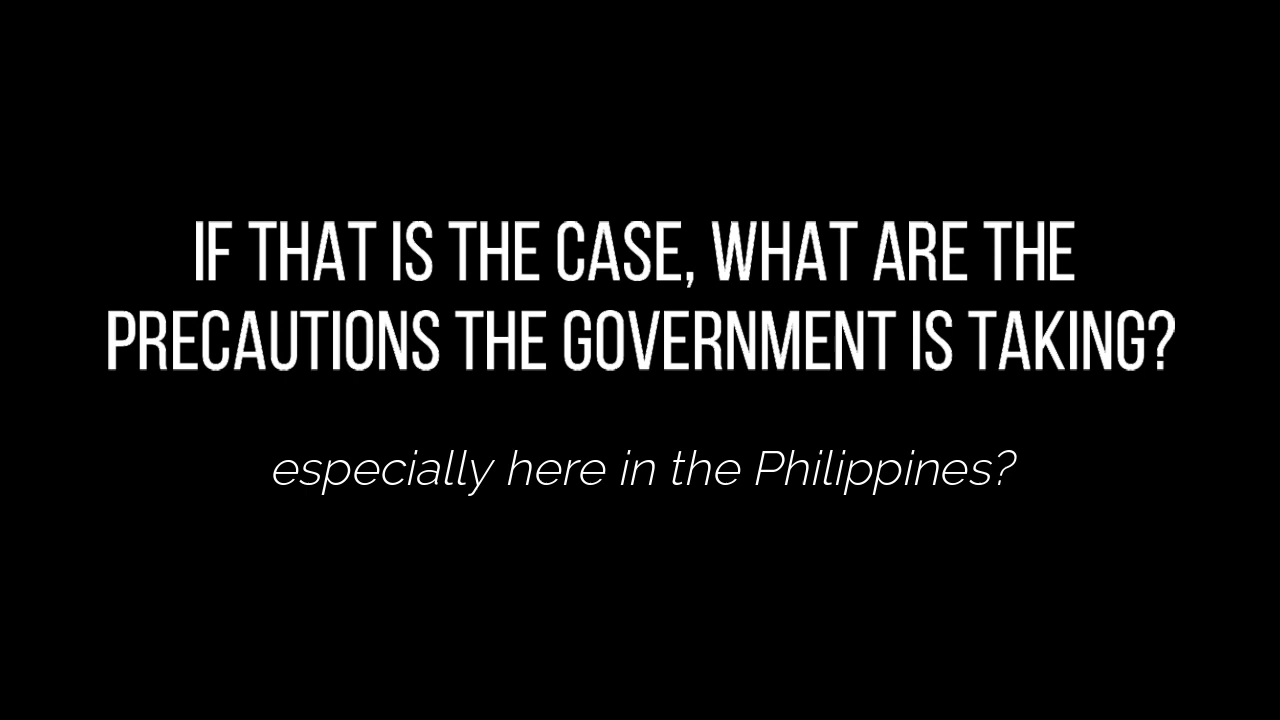 IF THAT IS THE CASE, WHAT ARE THE
PRECAUTIONS THE GOVERNMENT IS TAKING?
especially here in the Philippines?